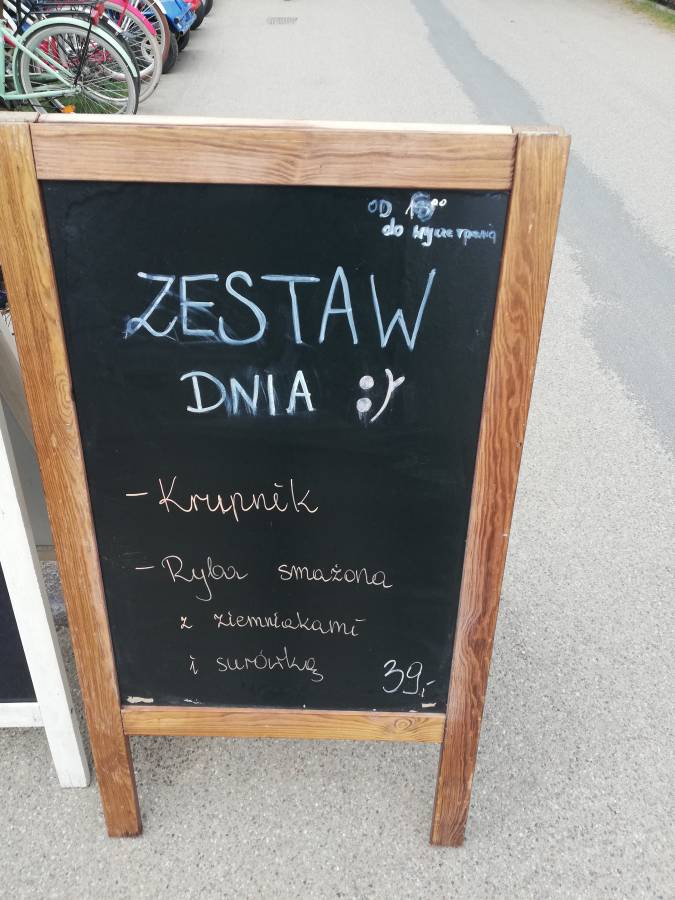 OD
do wyczerpania
ZESTAW
DNIA :)
- Krupnik
- Ryba smażona
z ziemniakami
i surówką
39,-